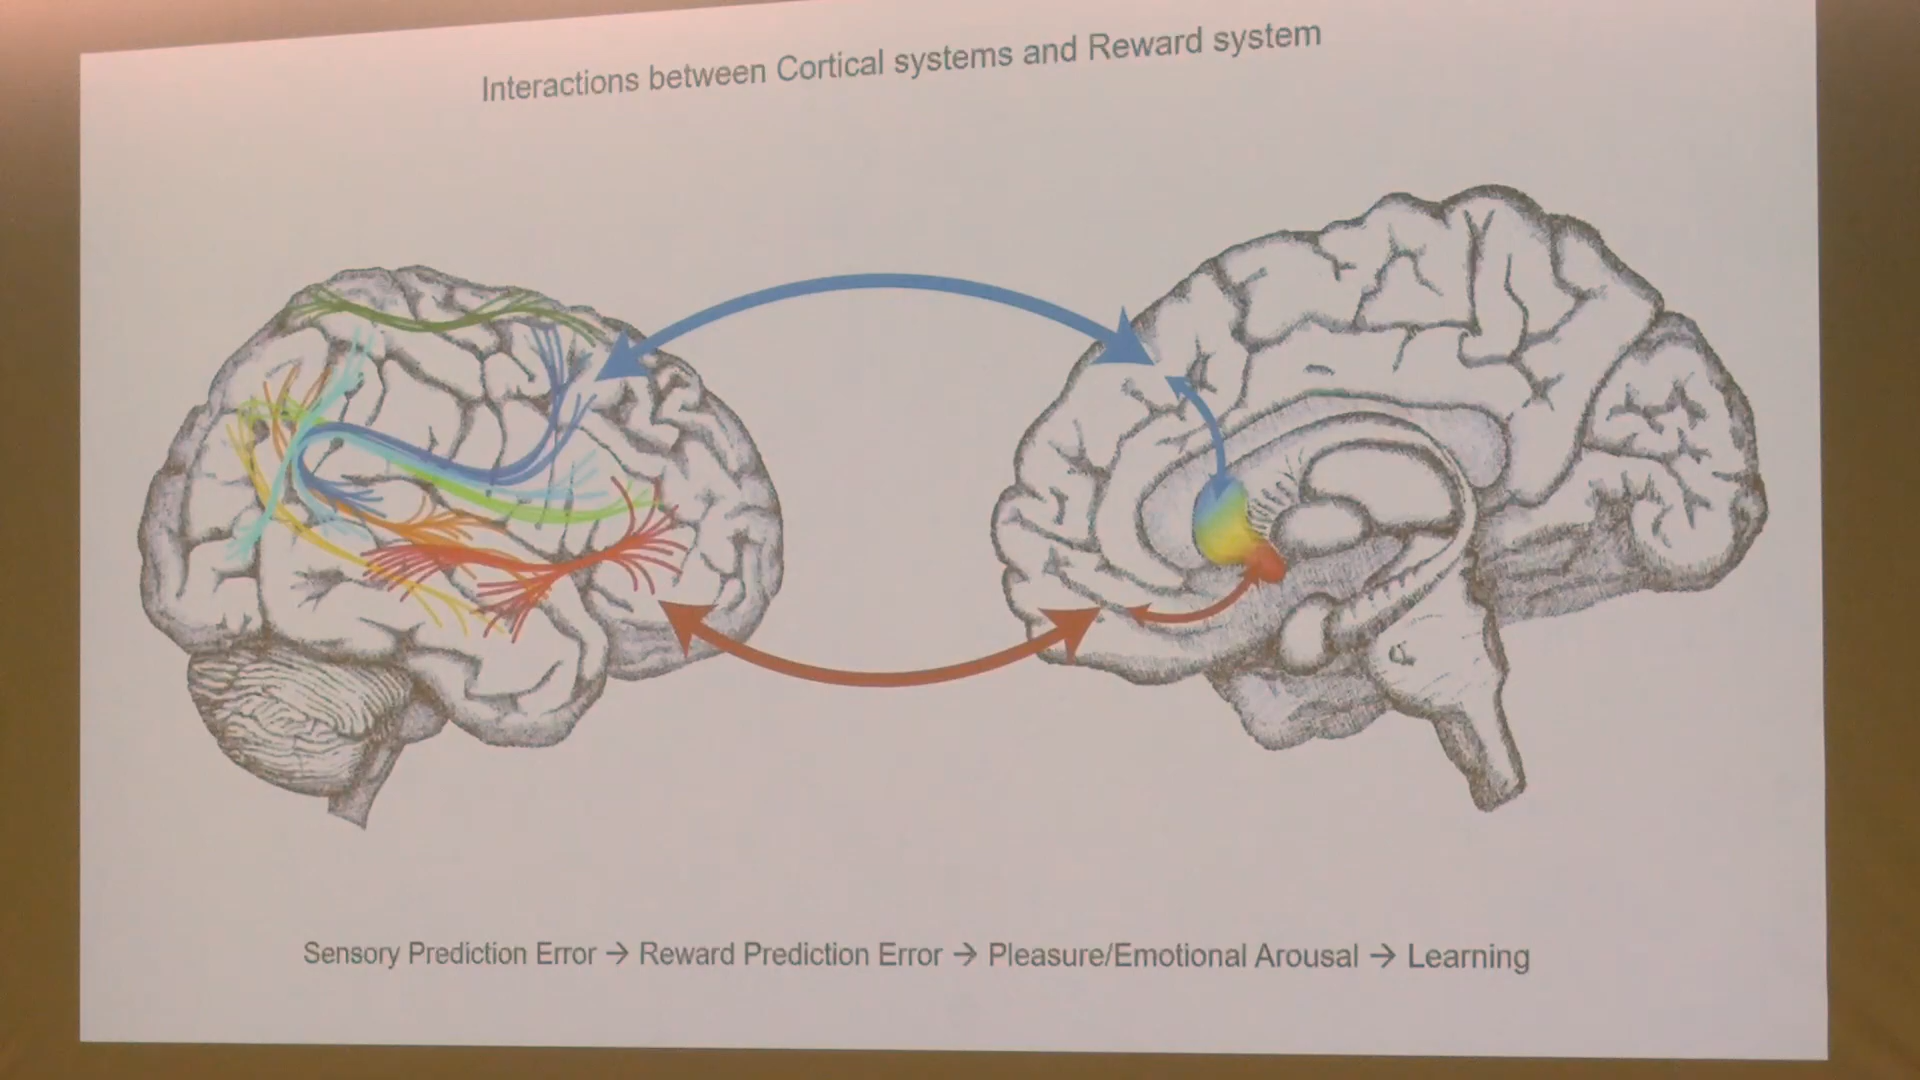 Interactions between Cortical systems and Reward system
Sensory Prediction Error → Reward Prediction Error → Pleasure/Emotional Arousal → Learning